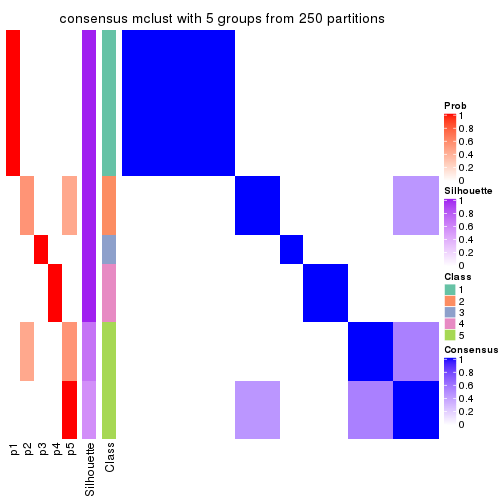 consensus mclust with 5 groups from 250 partitions
Prob
1
0.8
0.6
0.4
0.2
0
Silhouette
1
0.8
0.6
0.4
0.2
0
Class
1
2
3
4
5
Consensus
1
0.8
0.6
0.4
0.2
0
p1
p2
p3
p4
p5
Silhouette
Class